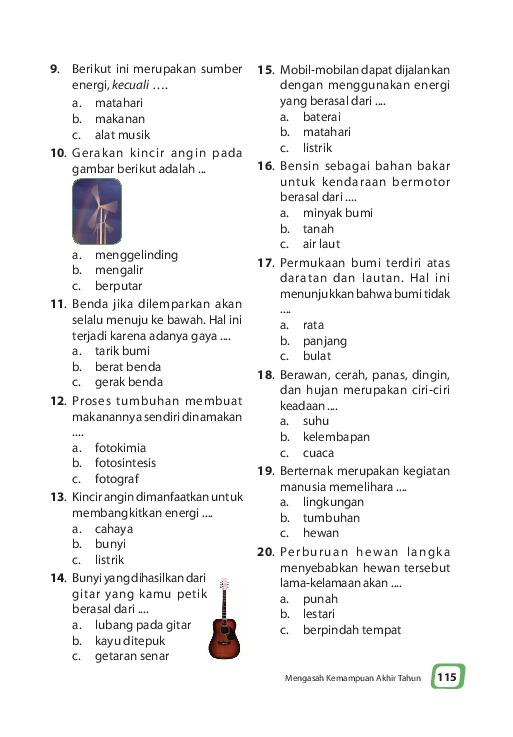 9. Berikut ini merupakan sumber
energi, kecuali ….
a. matahari
b. makanan
c. alat musik
10. Gerakan kincir angin pada
gambar berikut adalah ...
a. menggelinding
b. mengalir
c. berputar
11. Benda jika dilemparkan akan
selalu menuju ke bawah. Hal ini
terjadi karena adanya gaya ....
a. tarik bumi
b. berat benda
c. gerak benda
12. Proses tumbuhan membuat
makanannya sendiri dinamakan
....
a. fotokimia
b. fotosintesis
c. fotograf
13. Kincir angin dimanfaatkan untuk
membangkitkan energi ....
a. cahaya
b. bunyi
c. listrik
14. Bunyi yang dihasilkan dari
gitar yang kamu petik
berasal dari ....
a. lubang pada gitar
b. kayu ditepuk
c. getaran senar
15. Mobil-mobilan dapat dijalankan
dengan menggunakan energi
yang berasal dari ....
a. baterai
b. matahari
c. listrik
16. Bensin sebagai bahan bakar
untuk kendaraan bermotor
berasal dari ....
a. minyak bumi
b. tanah
c. air laut
17. Permukaan bumi terdiri atas
daratan dan lautan. Hal ini
menunjukkan bahwa bumi tidak
....
a. rata
b. panjang
c. bulat
18. Berawan, cerah, panas, dingin,
dan hujan merupakan ciri-ciri
keadaan ....
a. suhu
b. kelembapan
c. cuaca
19. Berternak merupakan kegiatan
manusia memelihara ....
a. lingkungan
b. tumbuhan
c. hewan
20. Perburuan hewan langka
menyebabkan hewan tersebut
lama-kelamaan akan ....
a. punah
b. lestari
c. berpindah tempat
Mengasah Kemampuan Akhir Tahun 115